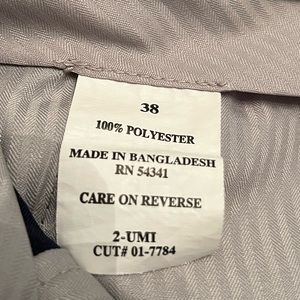 38
100% POLYESTER
MADE IN BANGLADESH
RN 54341
CARE ON REVERSE
2-UMI
CUT# 01-7784